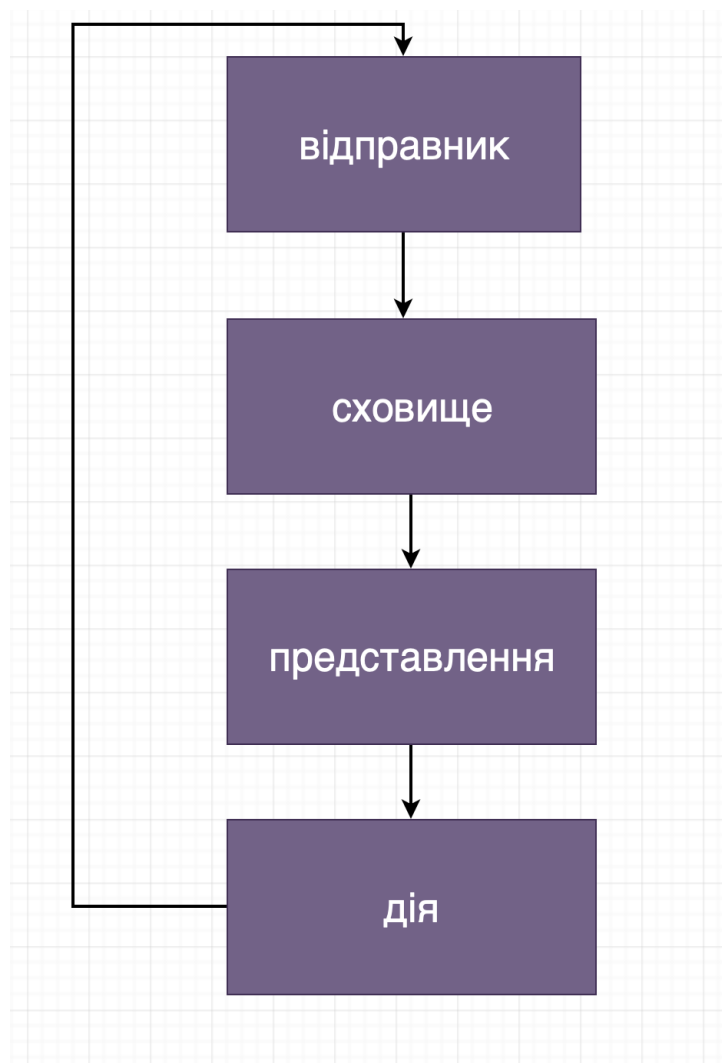 відправник
сховище
представлення
дія